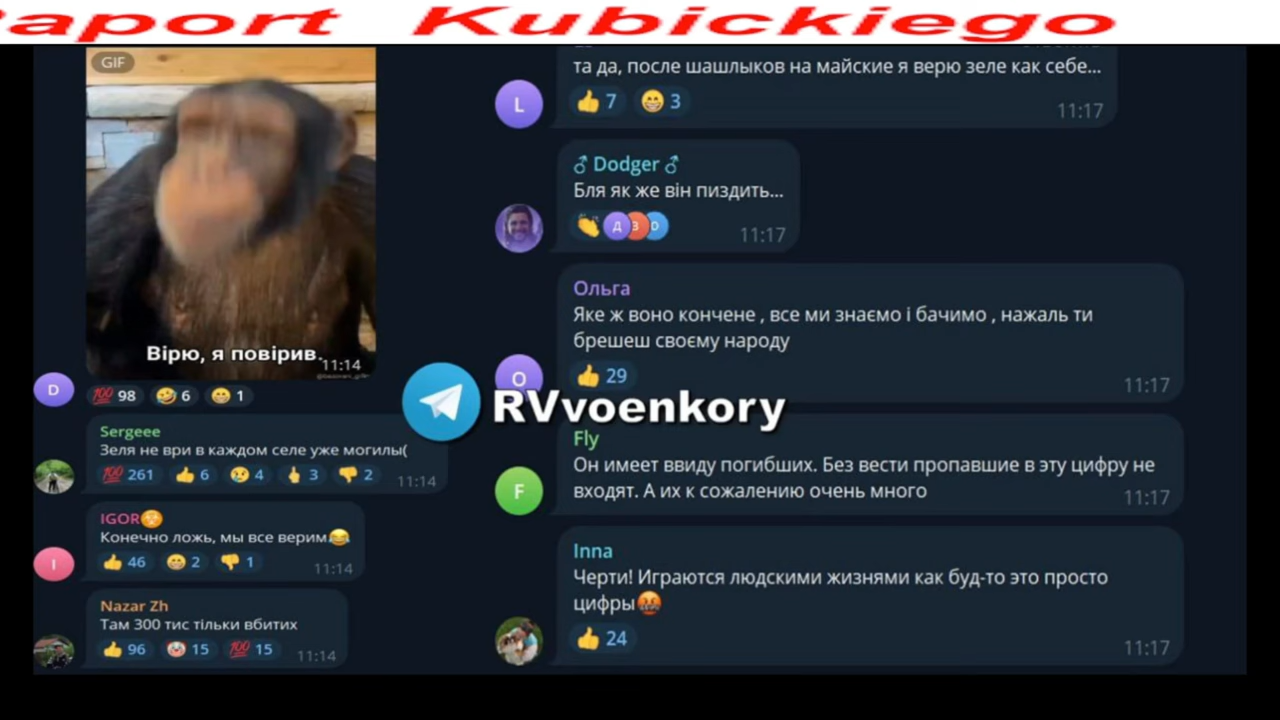 aport Kubickiego
GIF
Вірю, я повірив.
11:14
D
💯 98 🤣 6 😁 1
Sergeee
Зеля не ври в каждом селе уже могилы(
💯 261 👍 6 😢 4 👆 3 👎 2
11:14
IGOR
Конечно ложь, мы все верим😂
👍 46 😁 2 👎 1
11:14
I
Nazar Zh
Там 300 тис тільки вбитих
👍 96 🤡 15 💯 15
11:14
L
та да, после шашлыков на майские я верю зеле как себе...
👍 7 😁 3
11:17
♂ Dodger ♂
Бля як же він пиздить...
👏 Д В D
11:17
Ольга
Яке ж воно кончене , все ми знаємо і бачимо , нажаль ти
брешеш своєму народу
О
👍 29
11:17
RVvoenkory
Fly
Он имеет ввиду погибших. Без вести пропавшие в эту цифру не
входят. А их к сожалению очень много
F
11:17
Inna
Черти! Играются людскими жизнями как буд-то это просто
цифры🤬
👍 24
11:17